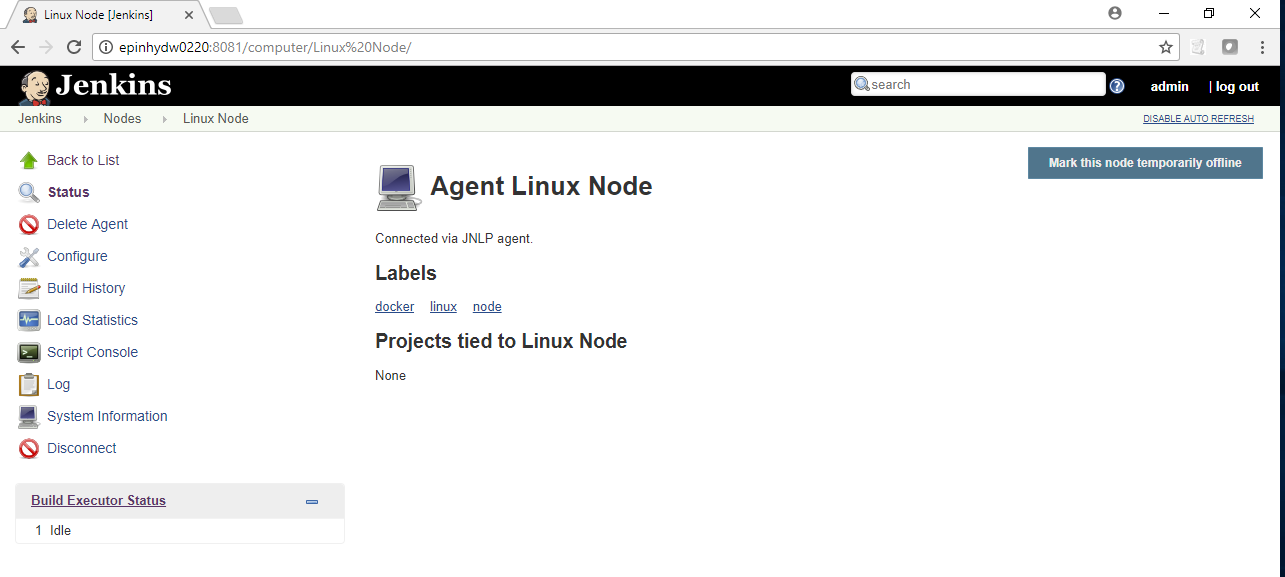 Linux Node [Jenkins]
epinhydw0220:8081/computer/Linux%20Node/
Jenkins
search
admin | log out
Jenkins Nodes Linux Node
DISABLE AUTO REFRESH
Back to List
Status
Delete Agent
Configure
Build History
Load Statistics
Script Console
Log
System Information
Disconnect
Build Executor Status
1 Idle
Mark this node temporarily offline
Agent Linux Node
Connected via JNLP agent.
Labels
docker linux node
Projects tied to Linux Node
None